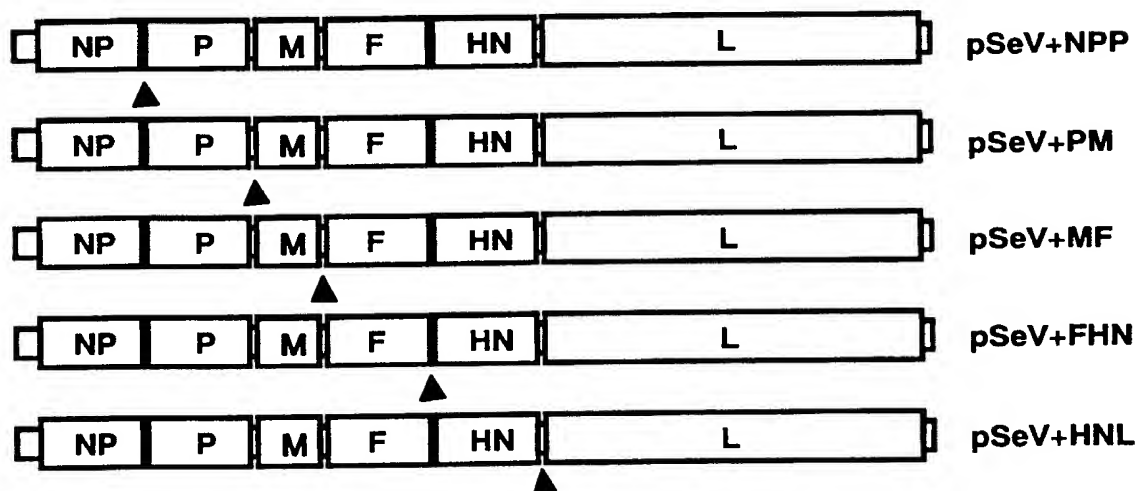 NP P M F HN L pSeV+NPP
NP P M F HN L pSeV+PM
NP P M F HN L pSeV+MF
NP P M F HN L pSeV+FHN
NP P M F HN L pSeV+HNL